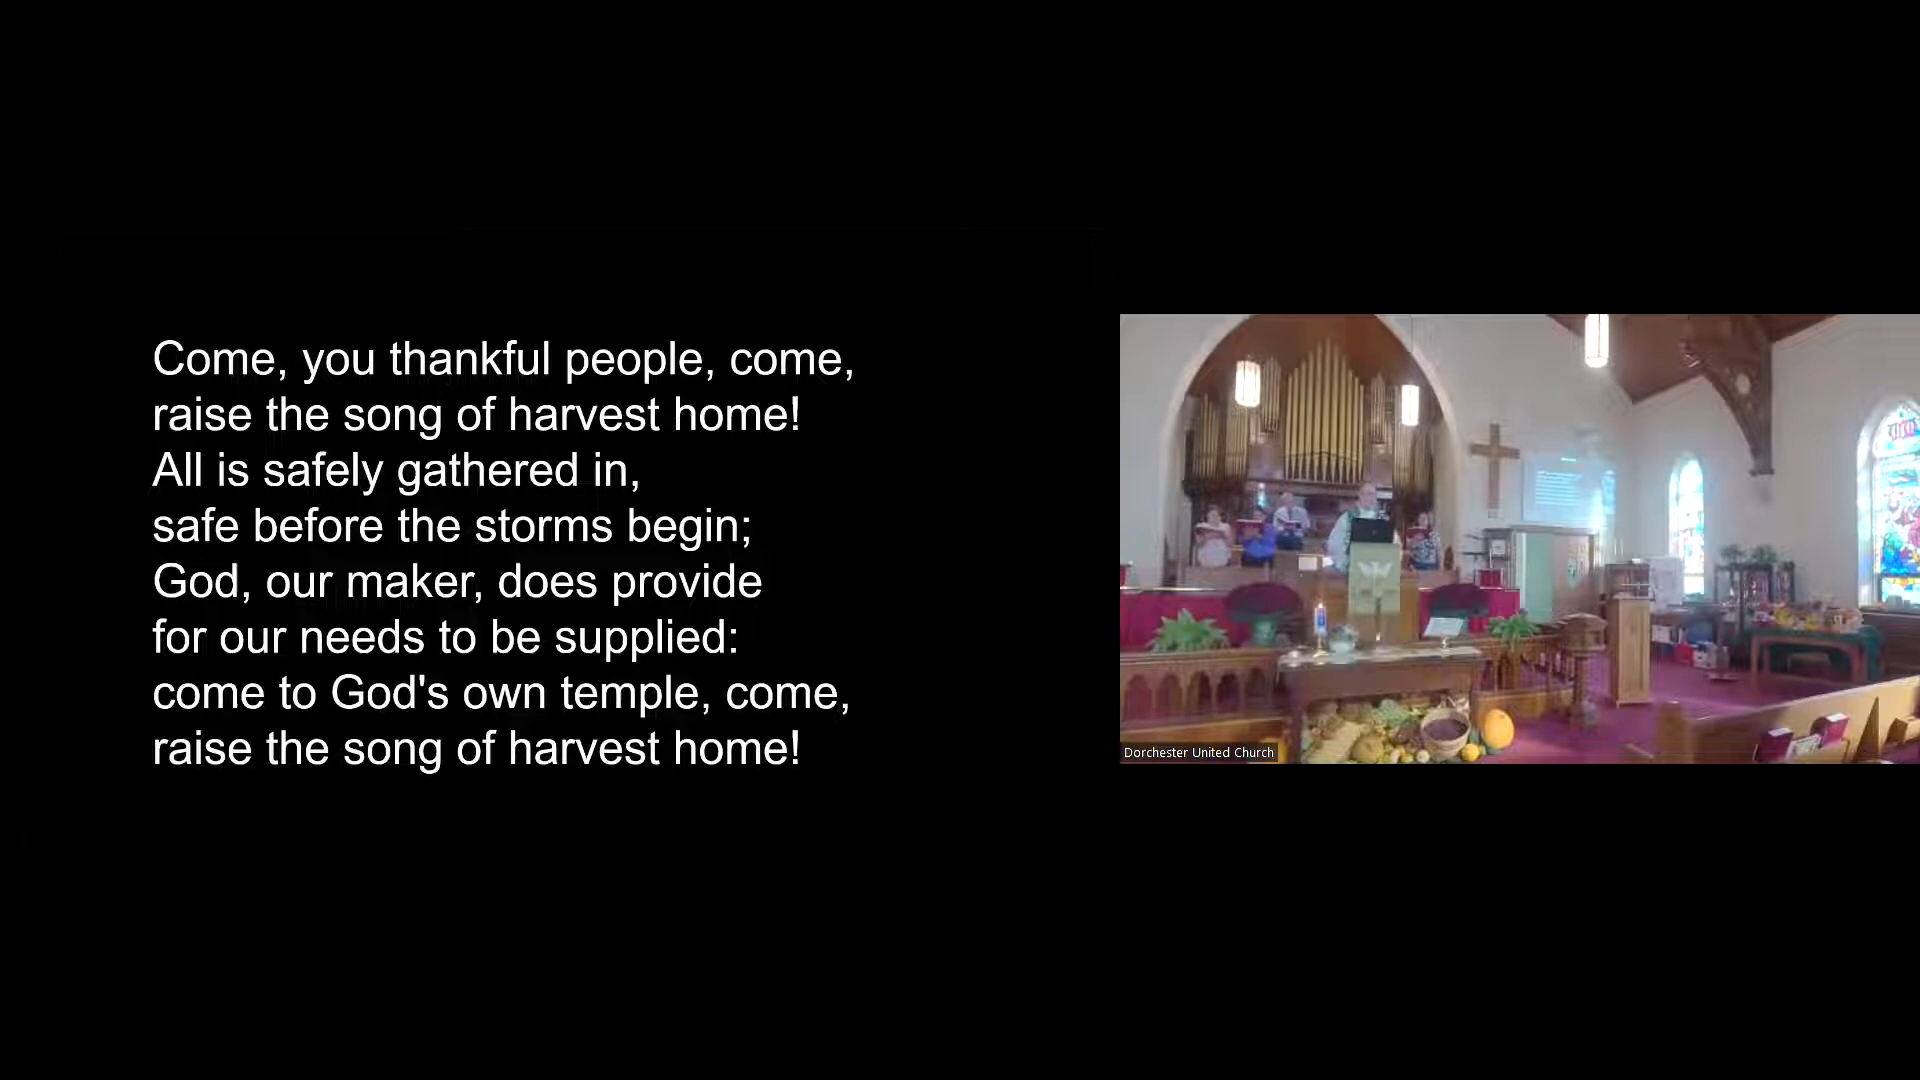 Come, you thankful people, come,
raise the song of harvest home!
All is safely gathered in,
safe before the storms begin;
God, our maker, does provide
for our needs to be supplied:
come to God's own temple, come,
raise the song of harvest home!
Dorchester United Church